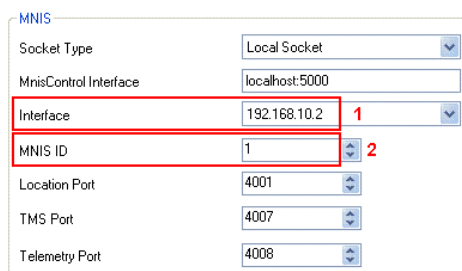 MNIS
Socket Type Local Socket
MnisControl Interface localhost:5000
Interface 192.168.10.2 1
MNIS ID 1 2
Location Port 4001
TMS Port 4007
Telemetry Port 4008